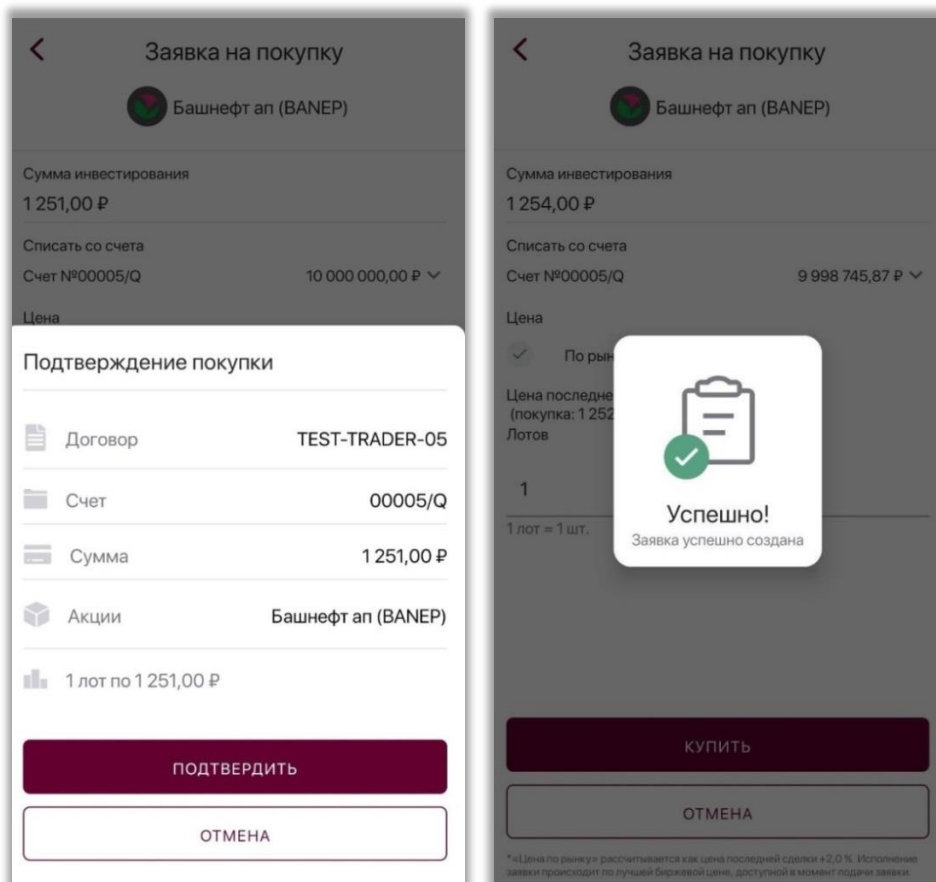 Заявка на покупку
Башнефт ап (BANEP)
Сумма инвестирования
1 251,00 ₽
Списать со счета
Счет №00005/Q 10 000 000,00 ₽
Цена
Подтверждение покупки
Договор TEST-TRADER-05
Счет 00005/Q
Сумма 1 251,00 ₽
Акции Башнефт ап (BANEP)
1 лот по 1 251,00 ₽
ПОДТВЕРДИТЬ
ОТМЕНА
Заявка на покупку
Башнефт ап (BANEP)
Сумма инвестирования
1 254,00 ₽
Списать со счета
Счет №00005/Q 9 998 745,87 ₽
Цена
По рын
Цена последне
(покупка: 1 252
Лотов
1
1 лот = 1 шт.
Успешно!
Заявка успешно создана
КУПИТЬ
ОТМЕНА
*«Цена по рынку» рассчитывается как цена последней сделки +2,0 %. Исполнение
заявки происходит по лучшей биржевой цене, доступной в момент подачи заявки.